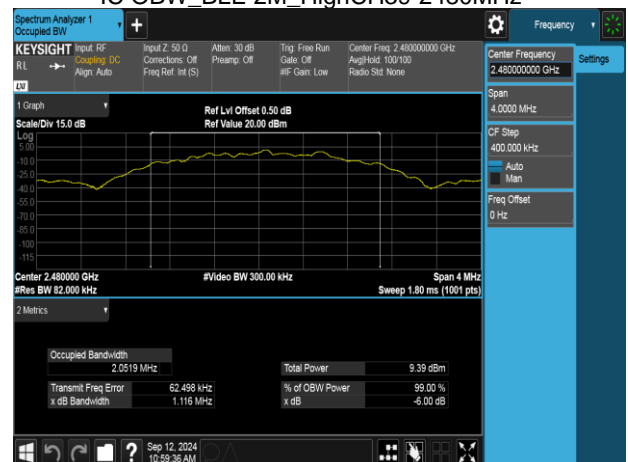 IC OBW_BLE 2M_HighCH39-2480MHz
Spectrum Analyzer 1
Occupied BW
Frequency
KEYSIGHT Input: RF Input Z: 50 Ω Atten: 30 dB Trig: Free Run Center Freq: 2.480000000 GHz
RL Coupling: DC Corrections: Off Preamp: Off Gate: Off Avg|Hold: 100/100
Align: Auto Freq Ref: Int (S) #IF Gain: Low Radio Std: None
LXI
Center Frequency
2.480000000 GHz
Settings
Span
4.0000 MHz
CF Step
400.000 kHz
Auto
Man
Freq Offset
0 Hz
1 Graph
Ref Lvl Offset 0.50 dB
Scale/Div 15.0 dB Ref Value 20.00 dBm
Log
5.00
-10.0
-25.0
-40.0
-55.0
-70.0
-85.0
-100
-115
Center 2.480000 GHz #Video BW 300.00 kHz Span 4 MHz
#Res BW 82.000 kHz Sweep 1.80 ms (1001 pts)
2 Metrics
Occupied Bandwidth
2.0519 MHz Total Power 9.39 dBm
Transmit Freq Error 62.498 kHz % of OBW Power 99.00 %
x dB Bandwidth 1.116 MHz x dB -6.00 dB
? Sep 12, 2024
10:59:36 AM